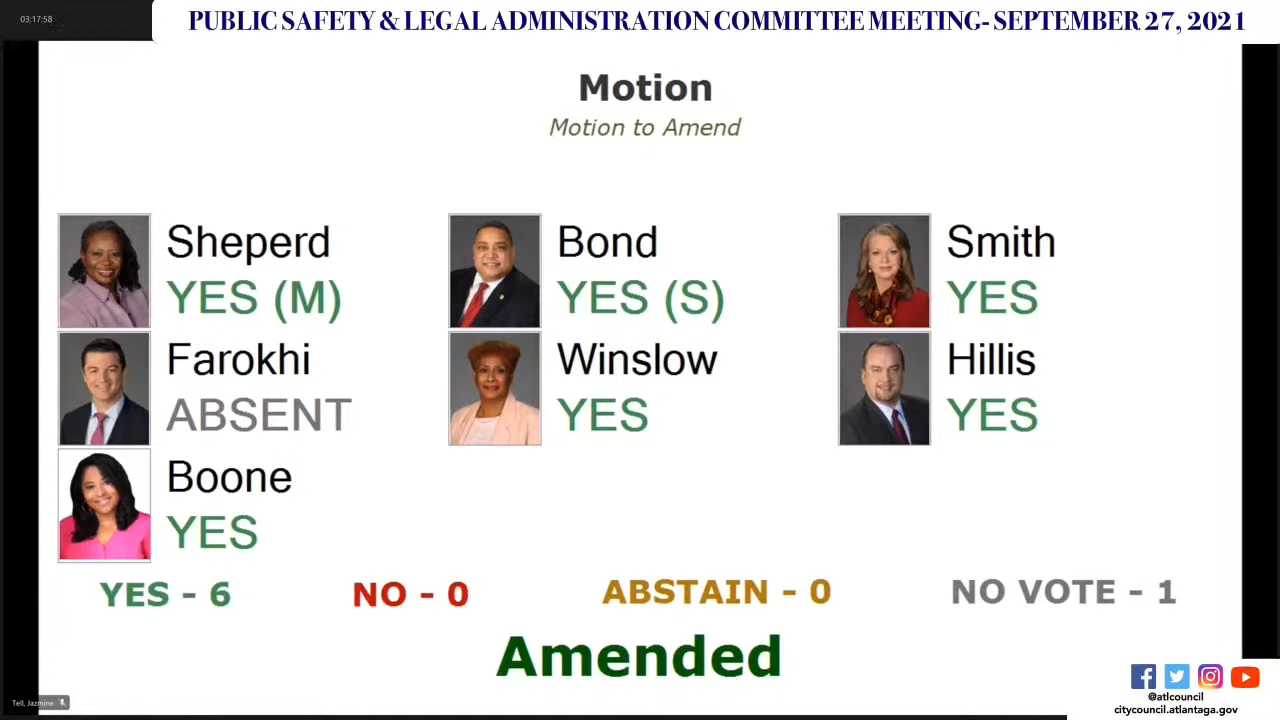 03:17:58
PUBLIC SAFETY & LEGAL ADMINISTRATION COMMITTEE MEETING- SEPTEMBER 27, 2021
Motion
Motion to Amend
Sheperd
YES (M)
Bond
YES (S)
Smith
YES
Farokhi
ABSENT
Winslow
YES
Hillis
YES
Boone
YES
YES - 6
NO - 0
ABSTAIN - 0
NO VOTE - 1
Amended
Tell, Jazmine
@atlcouncil
citycouncil.atlantaga.gov